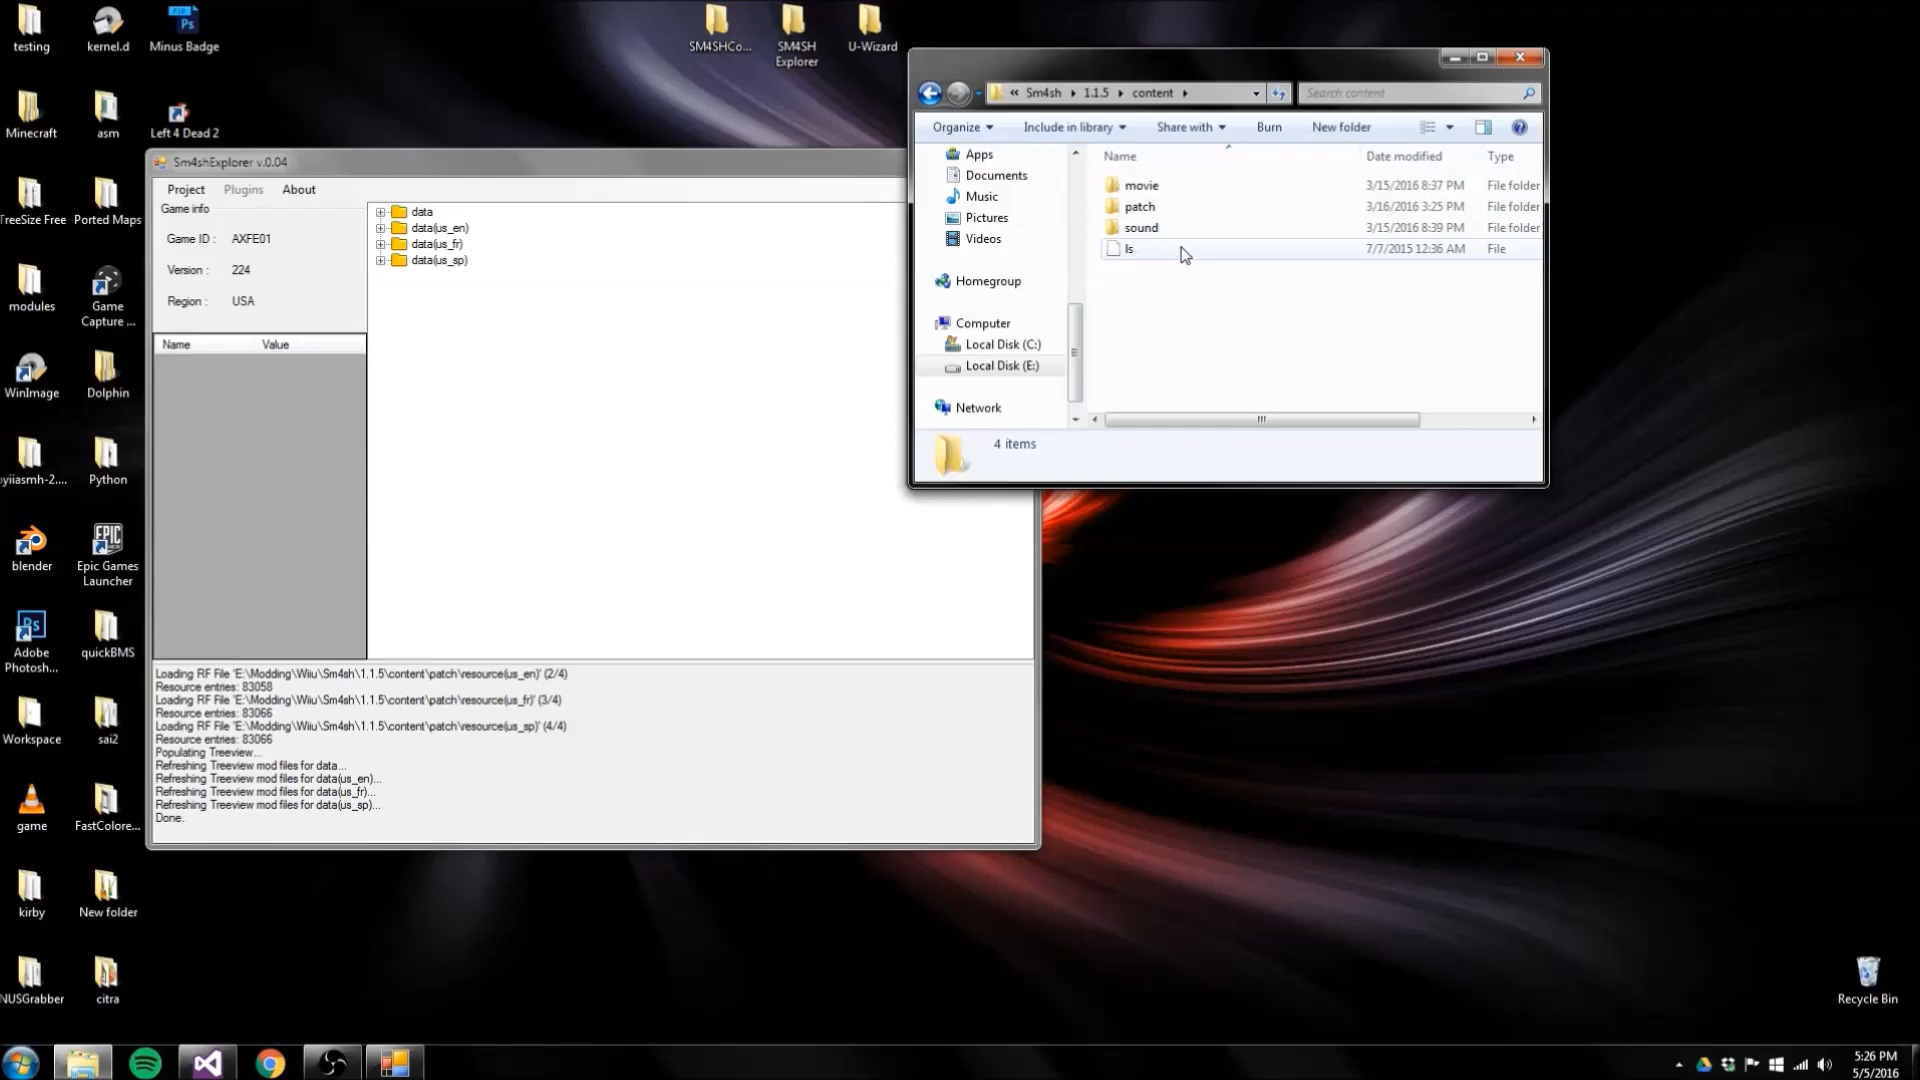 testing
kernel.d
Minus Badge
SM4SHCo...
SM4SH
Explorer
U-Wizard
Minecraft
asm
Left 4 Dead 2
TreeSize Free
Ported Maps
modules
Game
Capture ...
WinImage
Dolphin
yiiasmh-2....
Python
blender
Epic Games
Launcher
Adobe
Photosh...
quickBMS
Workspace
sai2
game
FastColore...
kirby
New folder
NUSGrabber
citra
Recycle Bin
Sm4shExplorer v.0.04
Project Plugins About
Game info
Game ID : AXFE01
Version : 224
Region : USA
Name Value
data
data(us_en)
data(us_fr)
data(us_sp)
Loading RF File 'E:\Modding\Wiiu\Sm4sh\1.1.5\content\patch\resource(us_en)' (2/4)
Resource entries: 83058
Loading RF File 'E:\Modding\Wiiu\Sm4sh\1.1.5\content\patch\resource(us_fr)' (3/4)
Resource entries: 83066
Loading RF File 'E:\Modding\Wiiu\Sm4sh\1.1.5\content\patch\resource(us_sp)' (4/4)
Resource entries: 83066
Populating Treeview...
Refreshing Treeview mod files for data...
Refreshing Treeview mod files for data(us_en)...
Refreshing Treeview mod files for data(us_fr)...
Refreshing Treeview mod files for data(us_sp)...
Done.
« Sm4sh 1.1.5 content
Search content
Organize Include in library Share with Burn New folder
Apps
Documents
Music
Pictures
Videos
Homegroup
Computer
Local Disk (C:)
Local Disk (E:)
Network
Name Date modified Type
movie 3/15/2016 8:37 PM File folder
patch 3/16/2016 3:25 PM File folder
sound 3/15/2016 8:39 PM File folder
ls 7/7/2015 12:36 AM File
4 items
5:26 PM
5/5/2016